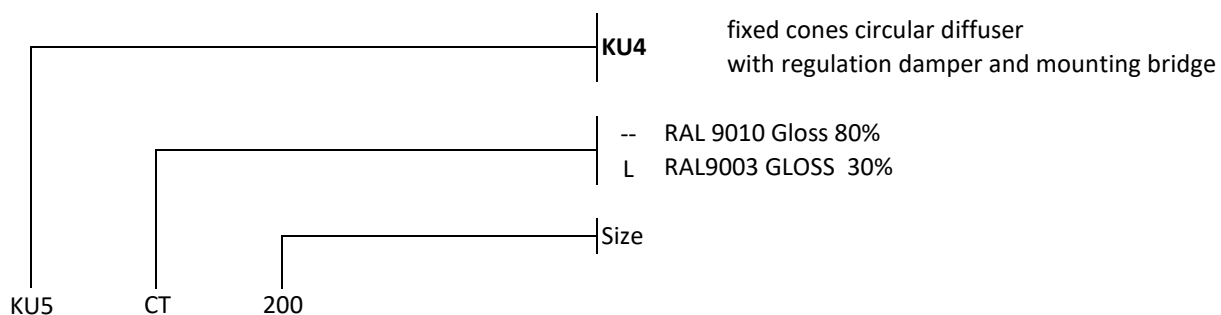 KU4 fixed cones circular diffuser
with regulation damper and mounting bridge
-- RAL 9010 Gloss 80%
L RAL9003 GLOSS 30%
Size
KU5 CT 200